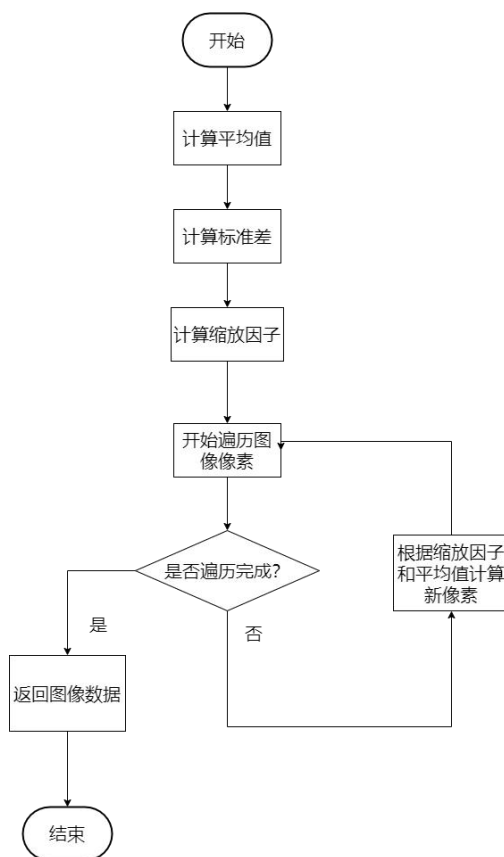 开始
计算平均值
计算标准差
计算缩放因子
开始遍历图
像像素
是否遍历完成?
根据缩放因子
和平均值计算
新像素
是
否
返回图像数据
结束